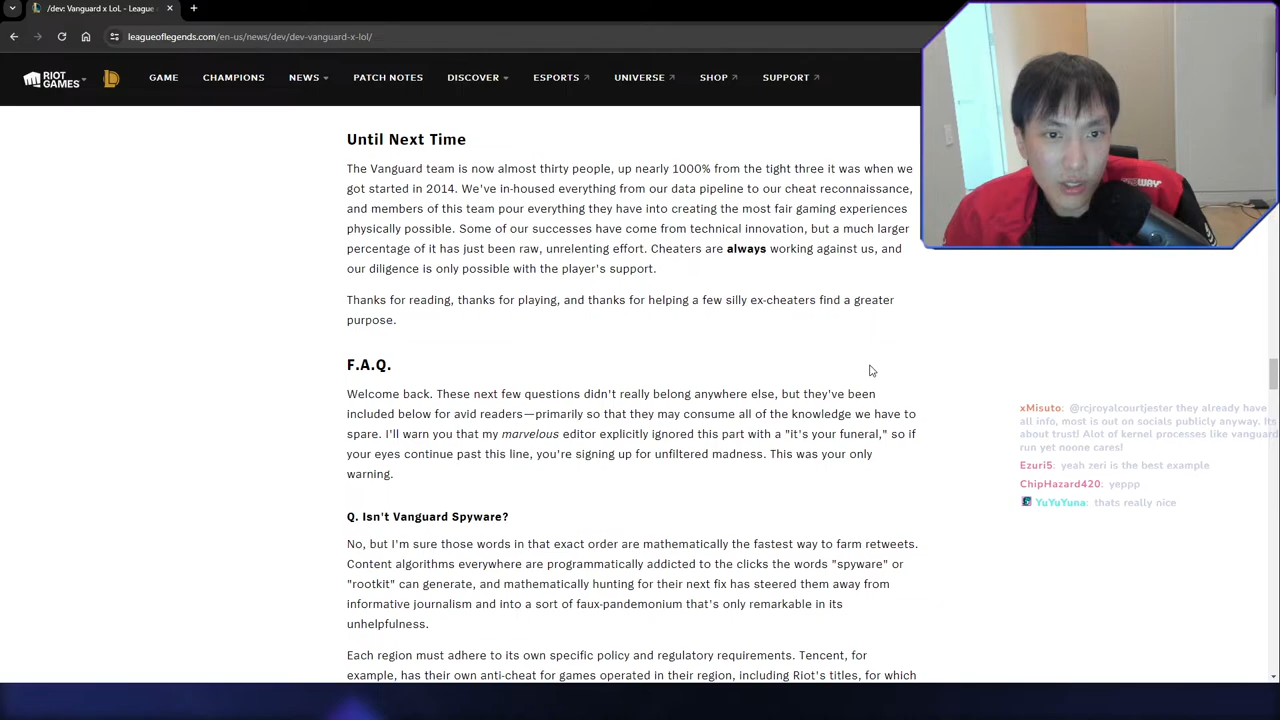 /dev: Vanguard x LoL - League
leagueoflegends.com/en-us/news/dev/dev-vanguard-x-lol/
RIOT GAMES
GAME
CHAMPIONS
NEWS
PATCH NOTES
DISCOVER
ESPORTS
UNIVERSE
SHOP
SUPPORT
Until Next Time
The Vanguard team is now almost thirty people, up nearly 1000% from the tight three it was when we
got started in 2014. We've in-housed everything from our data pipeline to our cheat reconnaissance,
and members of this team pour everything they have into creating the most fair gaming experiences
physically possible. Some of our successes have come from technical innovation, but a much larger
percentage of it has just been raw, unrelenting effort. Cheaters are always working against us, and
our diligence is only possible with the player's support.
Thanks for reading, thanks for playing, and thanks for helping a few silly ex-cheaters find a greater
purpose.
F.A.Q.
Welcome back. These next few questions didn't really belong anywhere else, but they've been
included below for avid readers—primarily so that they may consume all of the knowledge we have to
spare. I'll warn you that my marvelous editor explicitly ignored this part with a "it's your funeral," so if
your eyes continue past this line, you're signing up for unfiltered madness. This was your only
warning.
Q. Isn't Vanguard Spyware?
No, but I'm sure those words in that exact order are mathematically the fastest way to farm retweets.
Content algorithms everywhere are programmatically addicted to the clicks the words "spyware" or
"rootkit" can generate, and mathematically hunting for their next fix has steered them away from
informative journalism and into a sort of faux-pandemonium that's only remarkable in its
unhelpfulness.
Each region must adhere to its own specific policy and regulatory requirements. Tencent, for
example, has their own anti-cheat for games operated in their region, including Riot's titles, for which
xMisuto: @rcjroyalcourtjester they already have
all info, most is out on socials publicly anyway. Its
about trust! Alot of kernel processes like vanguard
run yet noone cares!
Ezuri5: yeah zeri is the best example
ChipHazard420: yeppp
YuYuYuna: thats really nice